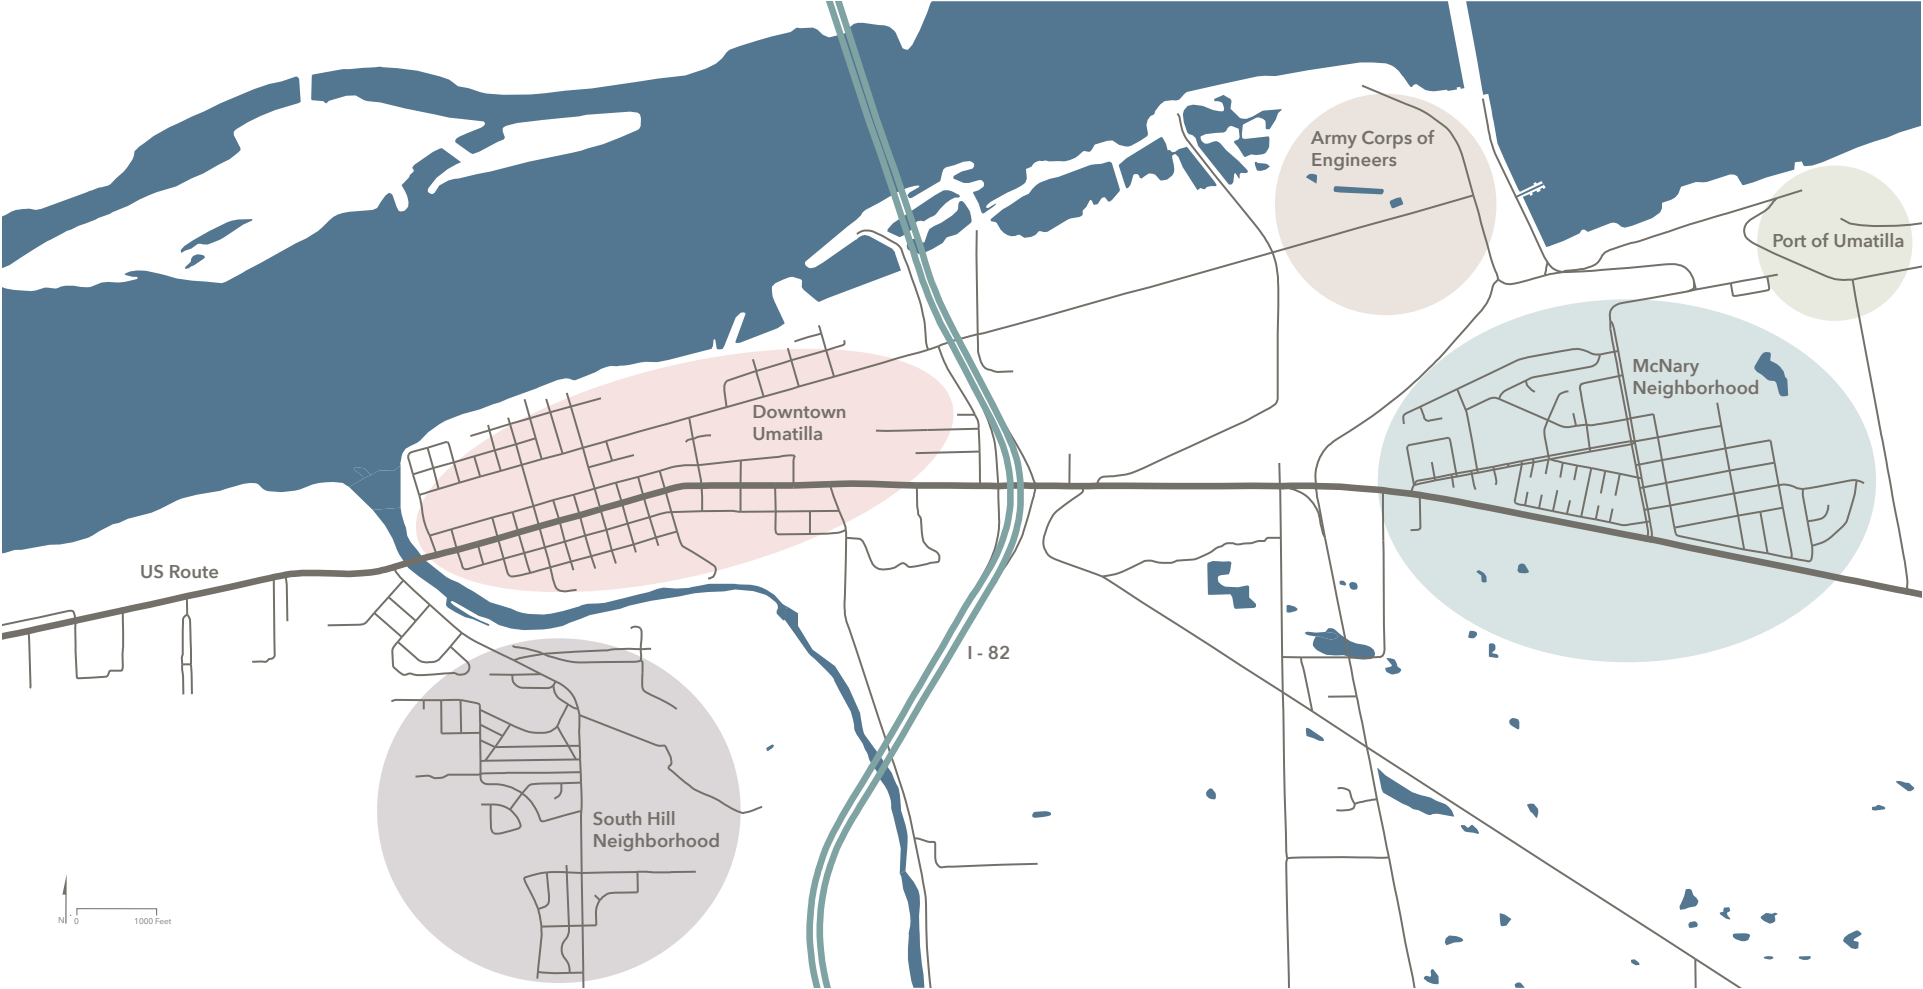 Army Corps of
Engineers
Port of Umatilla
McNary
Neighborhood
Downtown
Umatilla
US Route
I - 82
South Hill
Neighborhood
N
0
1000 Feet